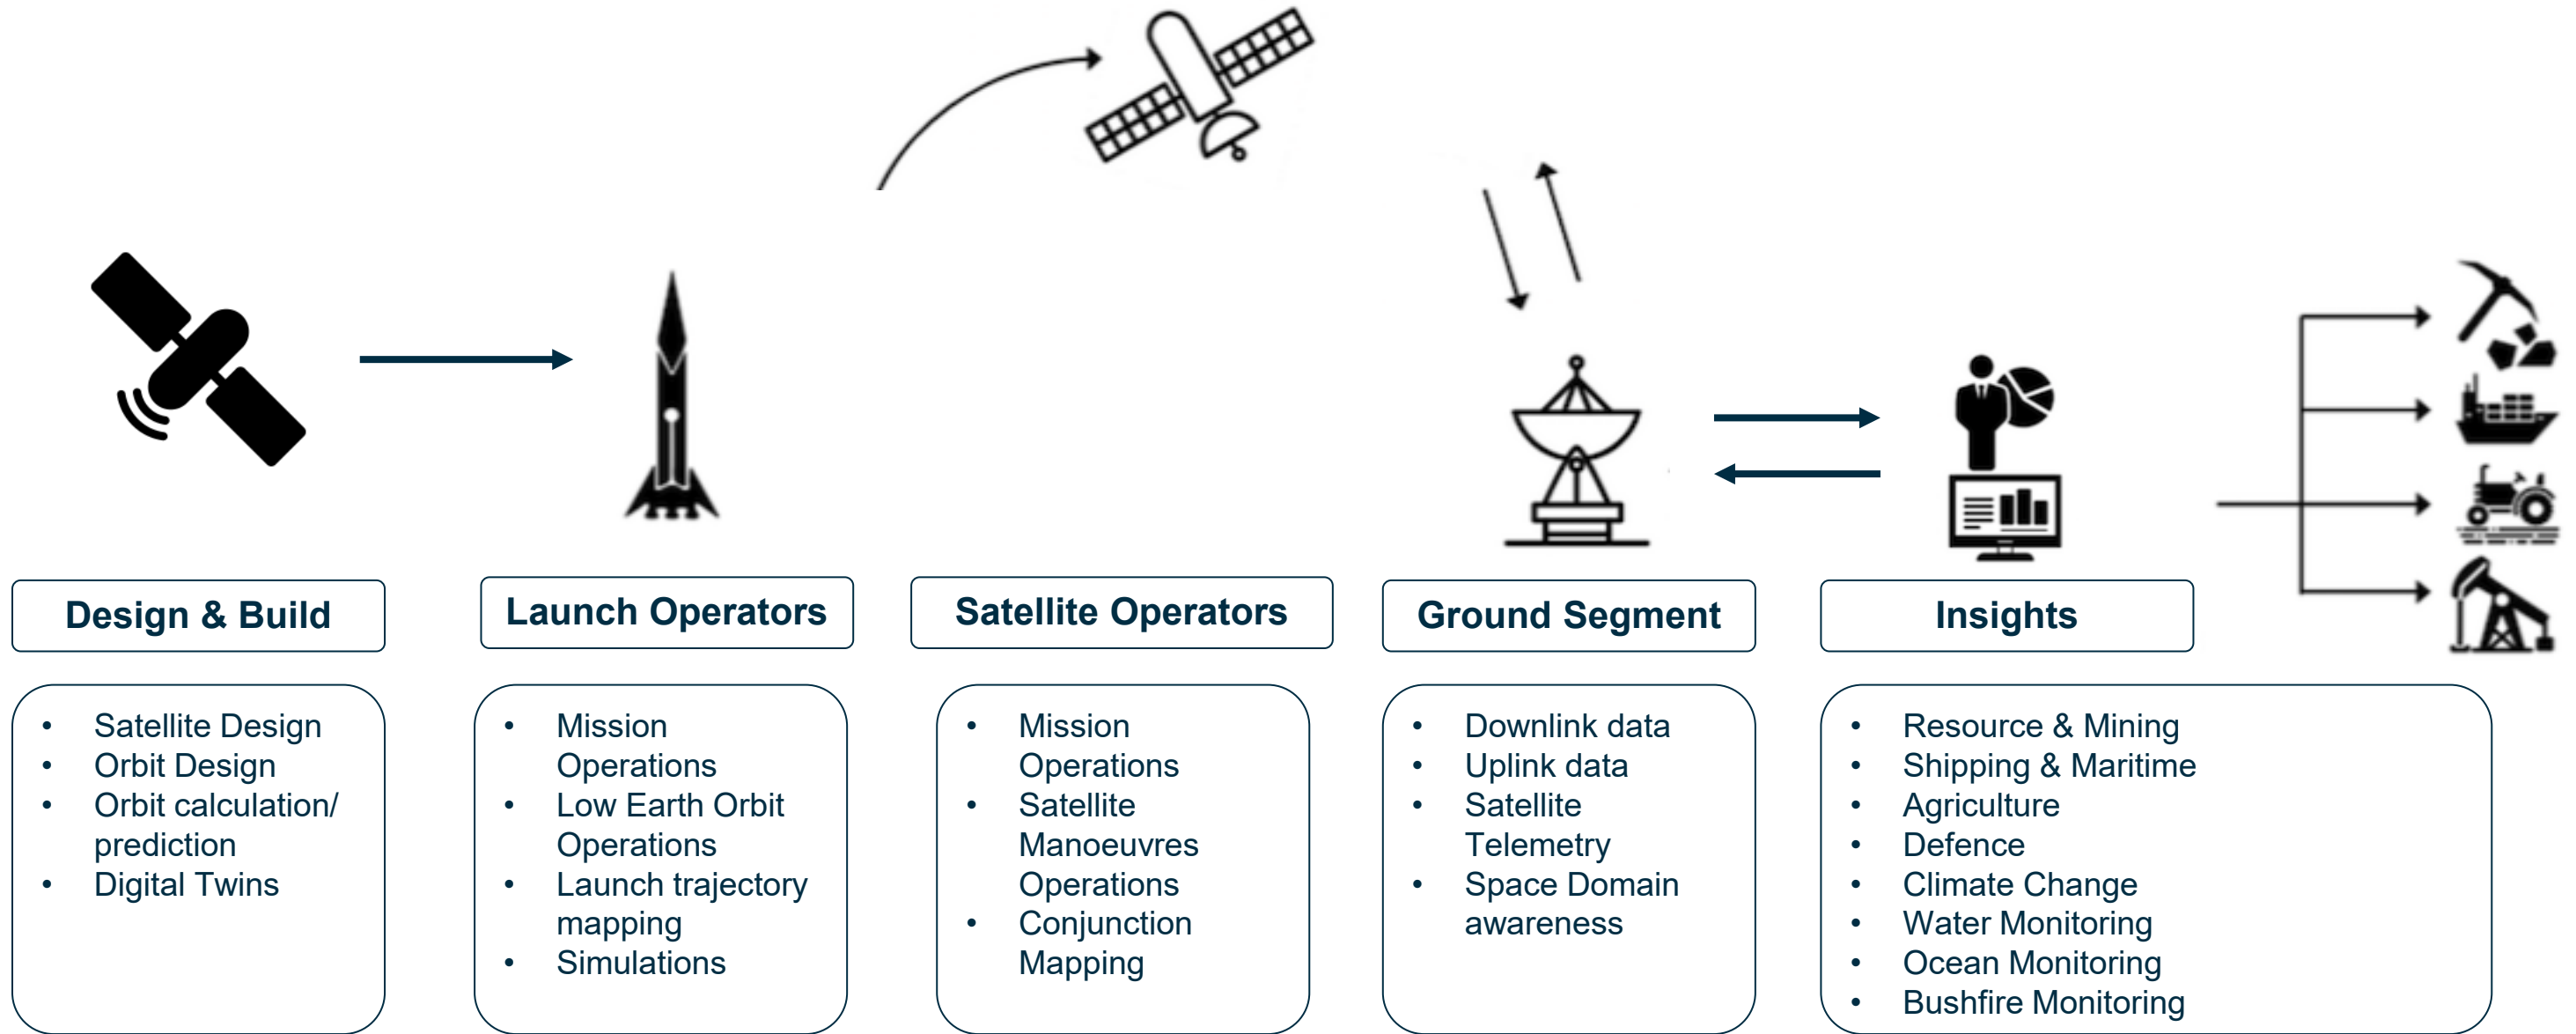 Design & Build
Launch Operators
Satellite Operators
Ground Segment
Insights
• Satellite Design
• Orbit Design
• Orbit calculation/
prediction
• Digital Twins
• Mission
Operations
• Low Earth Orbit
Operations
• Launch trajectory
mapping
• Simulations
• Mission
Operations
• Satellite
Manoeuvres
Operations
• Conjunction
Mapping
• Downlink data
• Uplink data
• Satellite
Telemetry
• Space Domain
awareness
• Resource & Mining
• Shipping & Maritime
• Agriculture
• Defence
• Climate Change
• Water Monitoring
• Ocean Monitoring
• Bushfire Monitoring